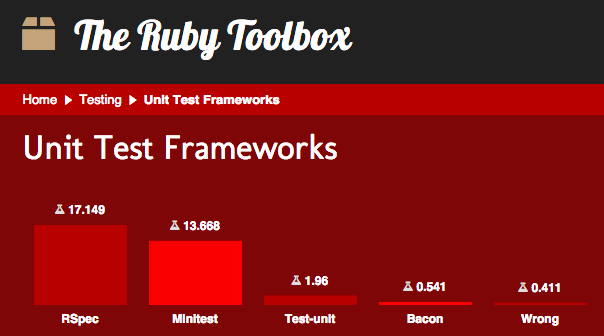 The Ruby Toolbox
Home ▶ Testing ▶ Unit Test Frameworks
Unit Test Frameworks
17.149
13.668
1.96
0.541
0.411
RSpec
Minitest
Test-unit
Bacon
Wrong